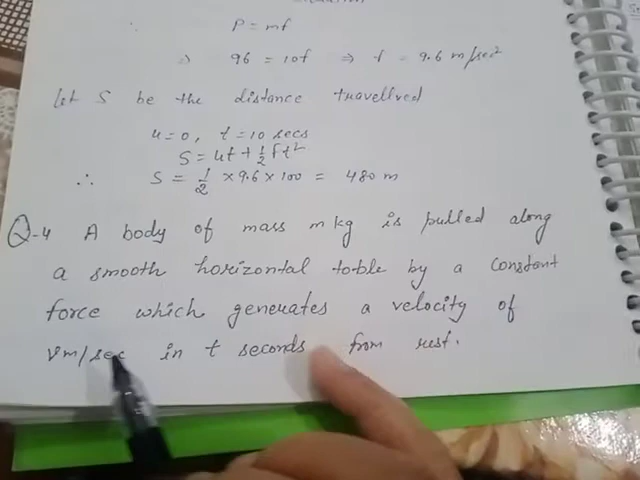 P = mf
⇒ 96 = 10f ⇒ f = 9.6 m/sec²
Let S be the distance travelled
u=0, t=10 secs
S = ut + 1/2 ft²
∴ S = 1/2 × 9.6 × 100 = 480 m
Q-4 A body of mass m kg is pulled along
a smooth horizontal table by a constant
force which generates a velocity of
v m/sec in t seconds from rest.